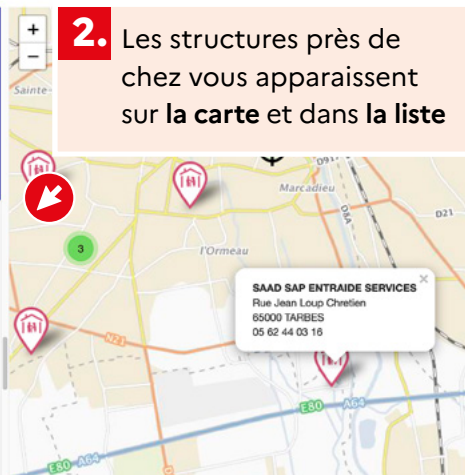 +
−
2.
Les structures près de
chez vous apparaissent
sur la carte et dans la liste
Sainte-
D91
Marcadieu
D8A
D21
3
l'Ormeau
SAAD SAP ENTRAIDE SERVICES ×
Rue Jean Loup Chretien
65000 TARBES
05 62 44 03 16
N21
E80
A64
E80
A64